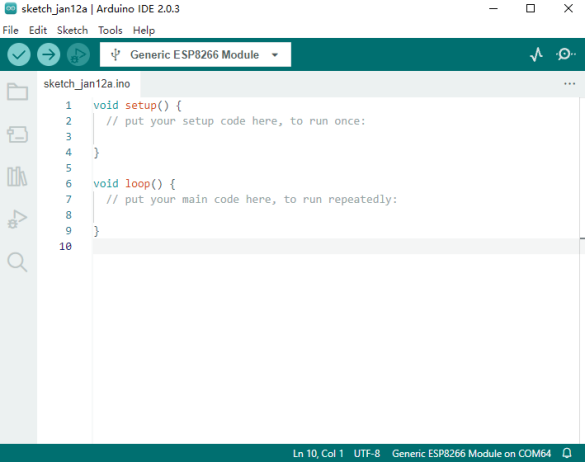 sketch_jan12a | Arduino IDE 2.0.3
File Edit Sketch Tools Help
Generic ESP8266 Module
sketch_jan12a.ino
1 void setup() {
2 // put your setup code here, to run once:
3
4 }
5
6 void loop() {
7 // put your main code here, to run repeatedly:
8
9 }
10
Ln 10, Col 1 UTF-8 Generic ESP8266 Module on COM64